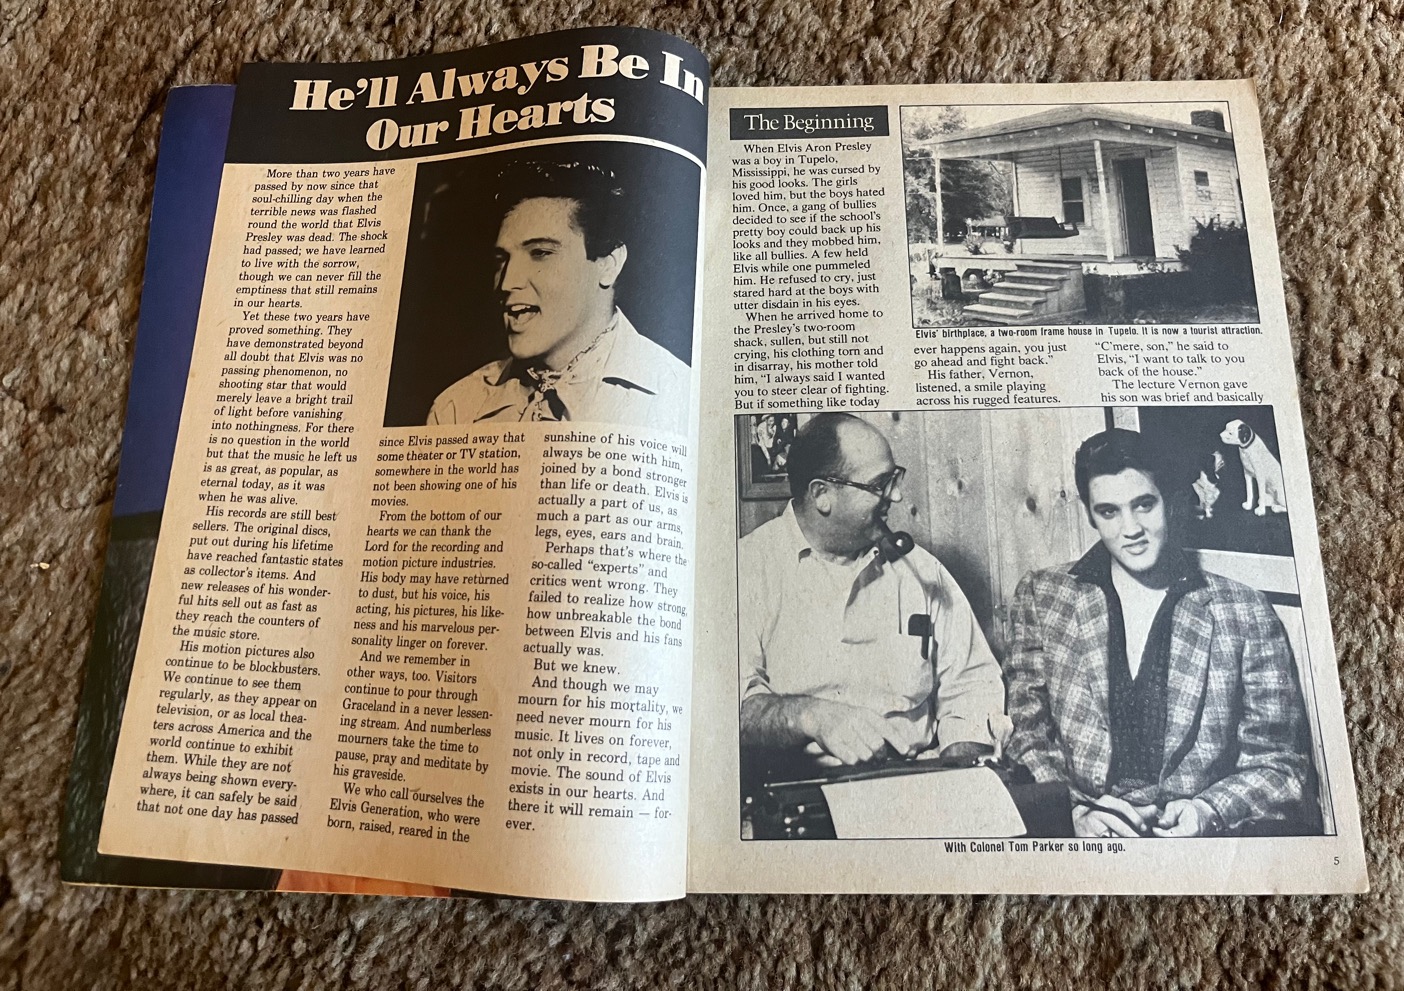 He'll Always Be In
Our Hearts
More than two years have
passed by now since that
soul-chilling day when the
terrible news was flashed
round the world that Elvis
Presley was dead. The shock
had passed; we have learned
to live with the sorrow,
though we can never fill the
emptiness that still remains
in our hearts.
Yet these two years have
proved something. They
have demonstrated beyond
all doubt that Elvis was no
passing phenomenon, no
shooting star that would
merely leave a bright trail
of light before vanishing
into nothingness. For there
is no question in the world
but that the music he left us
is as great, as popular, as
eternal today, as it was
when he was alive.
His records are still best
sellers. The original discs,
put out during his lifetime
have reached fantastic states
as collector's items. And
new releases of his wonder-
ful hits sell out as fast as
they reach the counters of
the music store.
His motion pictures also
continue to be blockbusters.
We continue to see them
regularly, as they appear on
television, or as local thea-
ters across America and the
world continue to exhibit
them. While they are not
always being shown every-
where, it can safely be said
that not one day has passed
since Elvis passed away that
some theater or TV station,
somewhere in the world has
not been showing one of his
movies.
From the bottom of our
hearts we can thank the
Lord for the recording and
motion picture industries.
His body may have returned
to dust, but his voice, his
acting, his pictures, his like-
ness and his marvelous per-
sonality linger on forever.
And we remember in
other ways, too. Visitors
continue to pour through
Graceland in a never lessen-
ing stream. And numberless
mourners take the time to
pause, pray and meditate by
his graveside.
We who call ourselves the
Elvis Generation, who were
born, raised, reared in the
sunshine of his voice will
always be one with him,
joined by a bond stronger
than life or death. Elvis is
actually a part of us, as
much a part as our arms,
legs, eyes, ears and brain.
Perhaps that's where the
so-called "experts" and
critics went wrong. They
failed to realize how strong,
how unbreakable the bond
between Elvis and his fans
actually was.
But we knew.
And though we may
mourn for his mortality, we
need never mourn for his
music. It lives on forever,
not only in record, tape and
movie. The sound of Elvis
exists in our hearts. And
there it will remain — for-
ever.
The Beginning
When Elvis Aron Presley
was a boy in Tupelo,
Mississippi, he was cursed by
his good looks. The girls
loved him, but the boys hated
him. Once, a gang of bullies
decided to see if the school's
pretty boy could back up his
looks and they mobbed him,
like all bullies. A few held
Elvis while one pummeled
him. He refused to cry, just
stared hard at the boys with
utter disdain in his eyes.
When he arrived home to
the Presley's two-room
shack, sullen, but still not
crying, his clothing torn and
in disarray, his mother told
him, "I always said I wanted
you to steer clear of fighting.
But if something like today
Elvis' birthplace, a two-room frame house in Tupelo. It is now a tourist attraction.
ever happens again, you just
go ahead and fight back."
His father, Vernon,
listened, a smile playing
across his rugged features.
"C'mere, son," he said to
Elvis, "I want to talk to you
back of the house."
The lecture Vernon gave
his son was brief and basically
With Colonel Tom Parker so long ago.
5